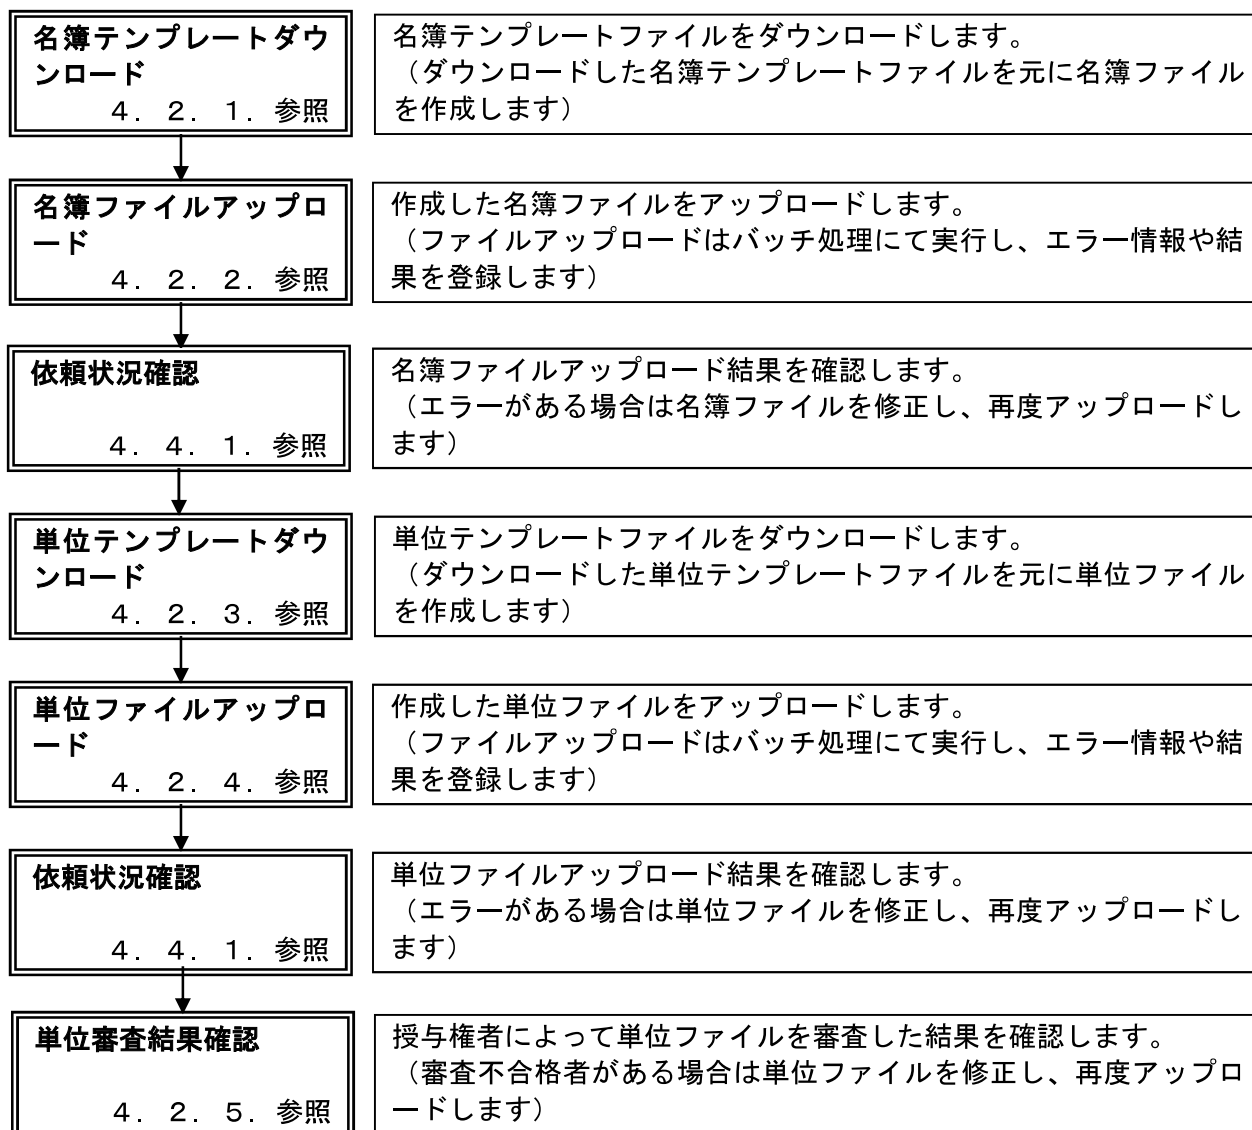 名簿テンプレートダウ
ンロード
４．２．１．参照
名簿テンプレートファイルをダウンロードします。
（ダウンロードした名簿テンプレートファイルを元に名簿ファイル
を作成します）
名簿ファイルアップロ
ード
４．２．２．参照
作成した名簿ファイルをアップロードします。
（ファイルアップロードはバッチ処理にて実行し、エラー情報や結
果を登録します）
依頼状況確認
４．４．１．参照
名簿ファイルアップロード結果を確認します。
（エラーがある場合は名簿ファイルを修正し、再度アップロードし
ます）
単位テンプレートダウ
ンロード
４．２．３．参照
単位テンプレートファイルをダウンロードします。
（ダウンロードした単位テンプレートファイルを元に単位ファイル
を作成します）
単位ファイルアップロ
ード
４．２．４．参照
作成した単位ファイルをアップロードします。
（ファイルアップロードはバッチ処理にて実行し、エラー情報や結
果を登録します）
依頼状況確認
４．４．１．参照
単位ファイルアップロード結果を確認します。
（エラーがある場合は単位ファイルを修正し、再度アップロードし
ます）
単位審査結果確認
４．２．５．参照
授与権者によって単位ファイルを審査した結果を確認します。
（審査不合格者がある場合は単位ファイルを修正し、再度アップロ
ードします）